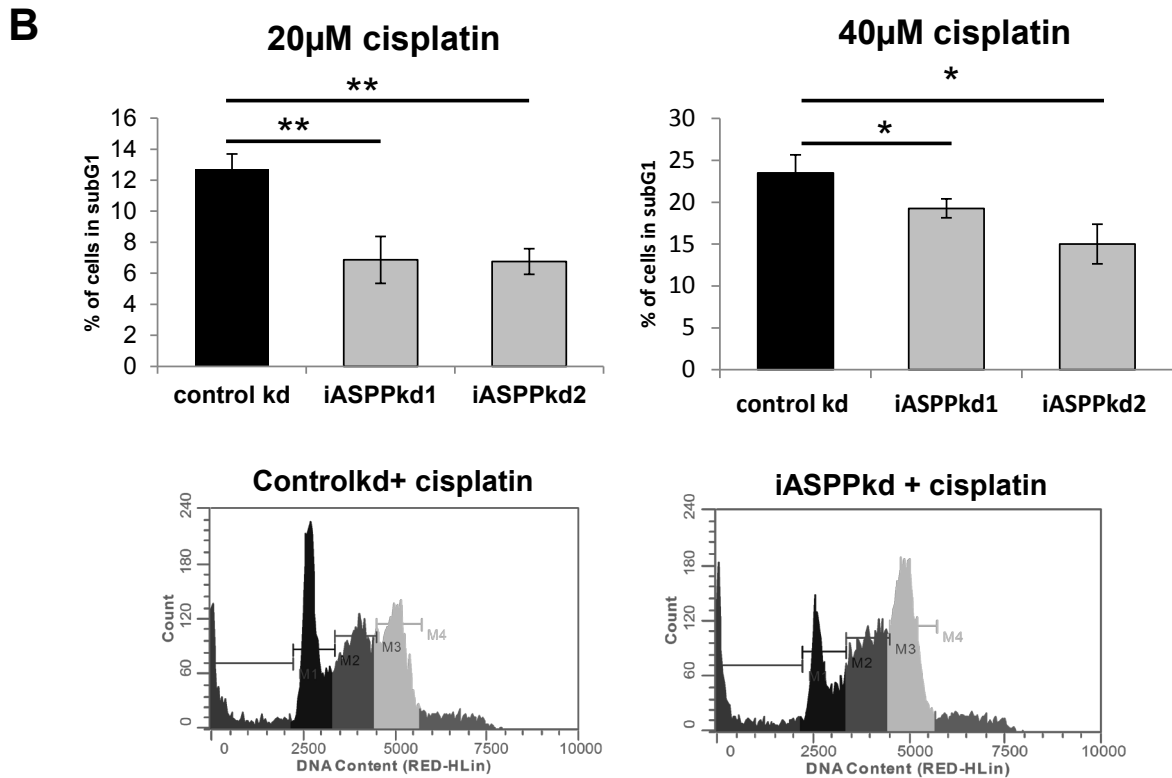 B
20µM cisplatin
**
**
% of cells in subG1
16
14
12
10
8
6
4
2
0
control kd iASPPkd1 iASPPkd2
40µM cisplatin
*
*
% of cells in subG1
30
25
20
15
10
5
0
control kd iASPPkd1 iASPPkd2
Controlkd+ cisplatin
Count
240
180
120
60
0
M1
M2
M3
M4
0 2500 5000 7500 10000
DNA Content (RED-HLin)
iASPPkd + cisplatin
Count
240
180
120
60
0
M2
M3
M4
0 2500 5000 7500 10000
DNA Content (RED-HLin)